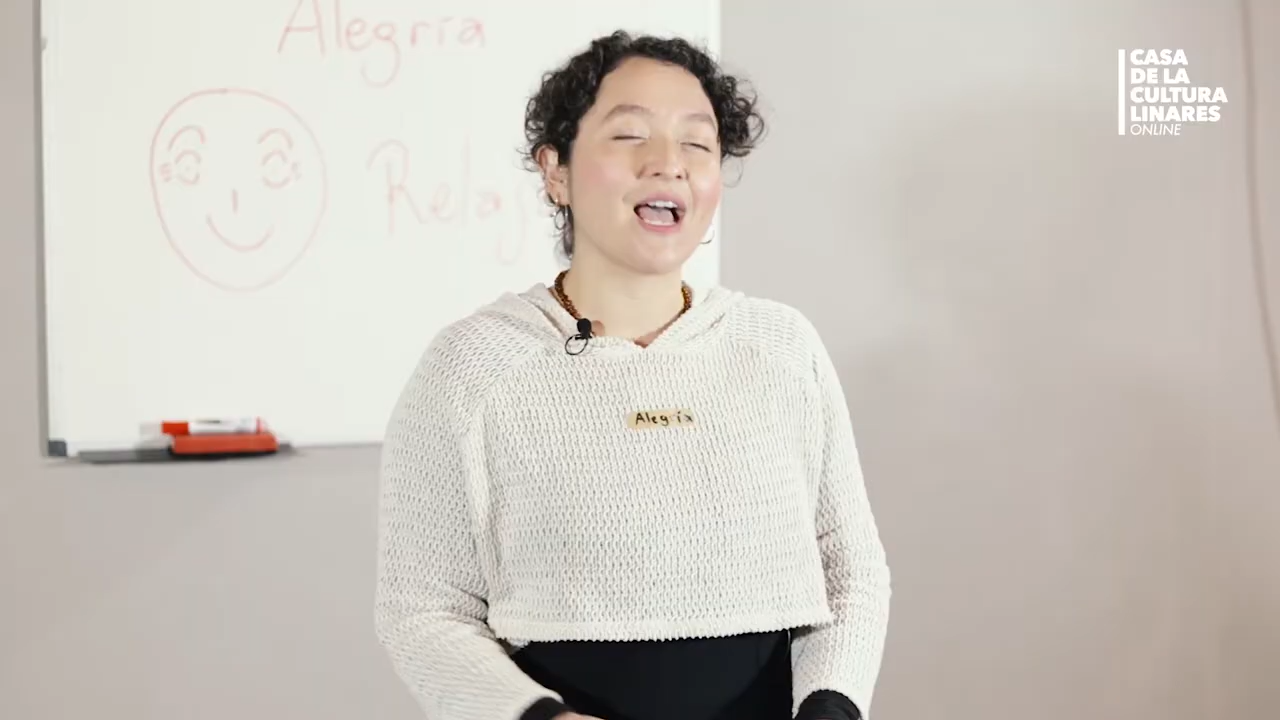 Alegría
Alegría
CASA
DE LA
CULTURA
LINARES
ONLINE